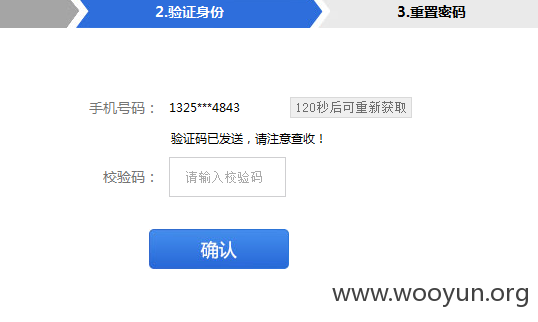 2.验证身份
3.重置密码
手机号码：
1325***4843
120秒后可重新获取
验证码已发送，请注意查收！
校验码：
请输入校验码
确认
www.wooyun.org